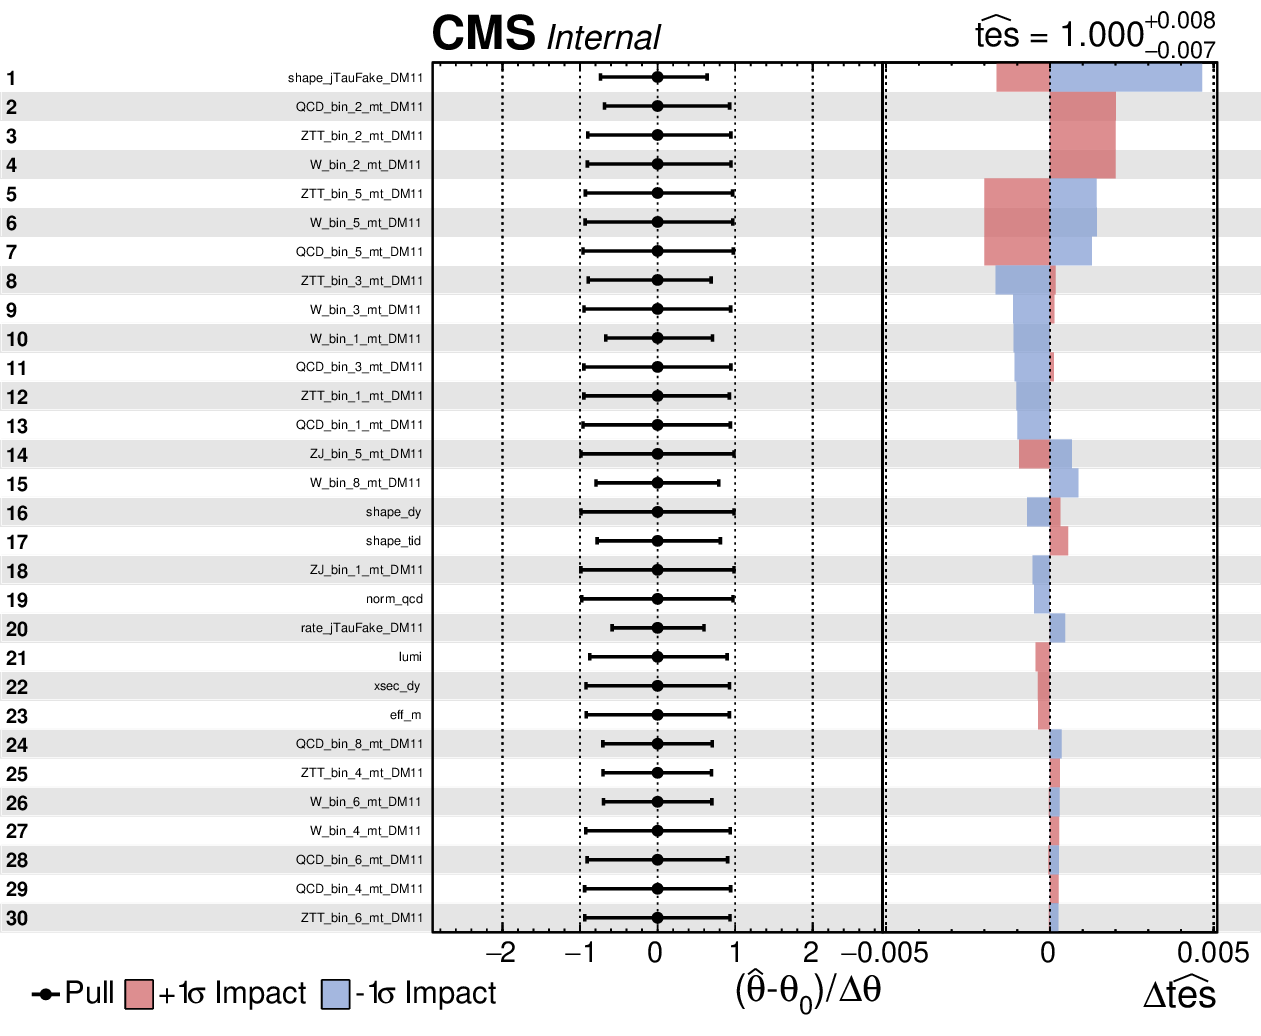 CMS Internal
t̂es = 1.000 +0.008 −0.007
1 shape_jTauFake_DM11
2 QCD_bin_2_mt_DM11
3 ZTT_bin_2_mt_DM11
4 W_bin_2_mt_DM11
5 ZTT_bin_5_mt_DM11
6 W_bin_5_mt_DM11
7 QCD_bin_5_mt_DM11
8 ZTT_bin_3_mt_DM11
9 W_bin_3_mt_DM11
10 W_bin_1_mt_DM11
11 QCD_bin_3_mt_DM11
12 ZTT_bin_1_mt_DM11
13 QCD_bin_1_mt_DM11
14 ZJ_bin_5_mt_DM11
15 W_bin_8_mt_DM11
16 shape_dy
17 shape_tid
18 ZJ_bin_1_mt_DM11
19 norm_qcd
20 rate_jTauFake_DM11
21 lumi
22 xsec_dy
23 eff_m
24 QCD_bin_8_mt_DM11
25 ZTT_bin_4_mt_DM11
26 W_bin_6_mt_DM11
27 W_bin_4_mt_DM11
28 QCD_bin_6_mt_DM11
29 QCD_bin_4_mt_DM11
30 ZTT_bin_6_mt_DM11
−2 −1 0 1 2 −0.005 0 0.005
Pull +1σ Impact -1σ Impact (θ̂-θ₀)/Δθ Δt̂es